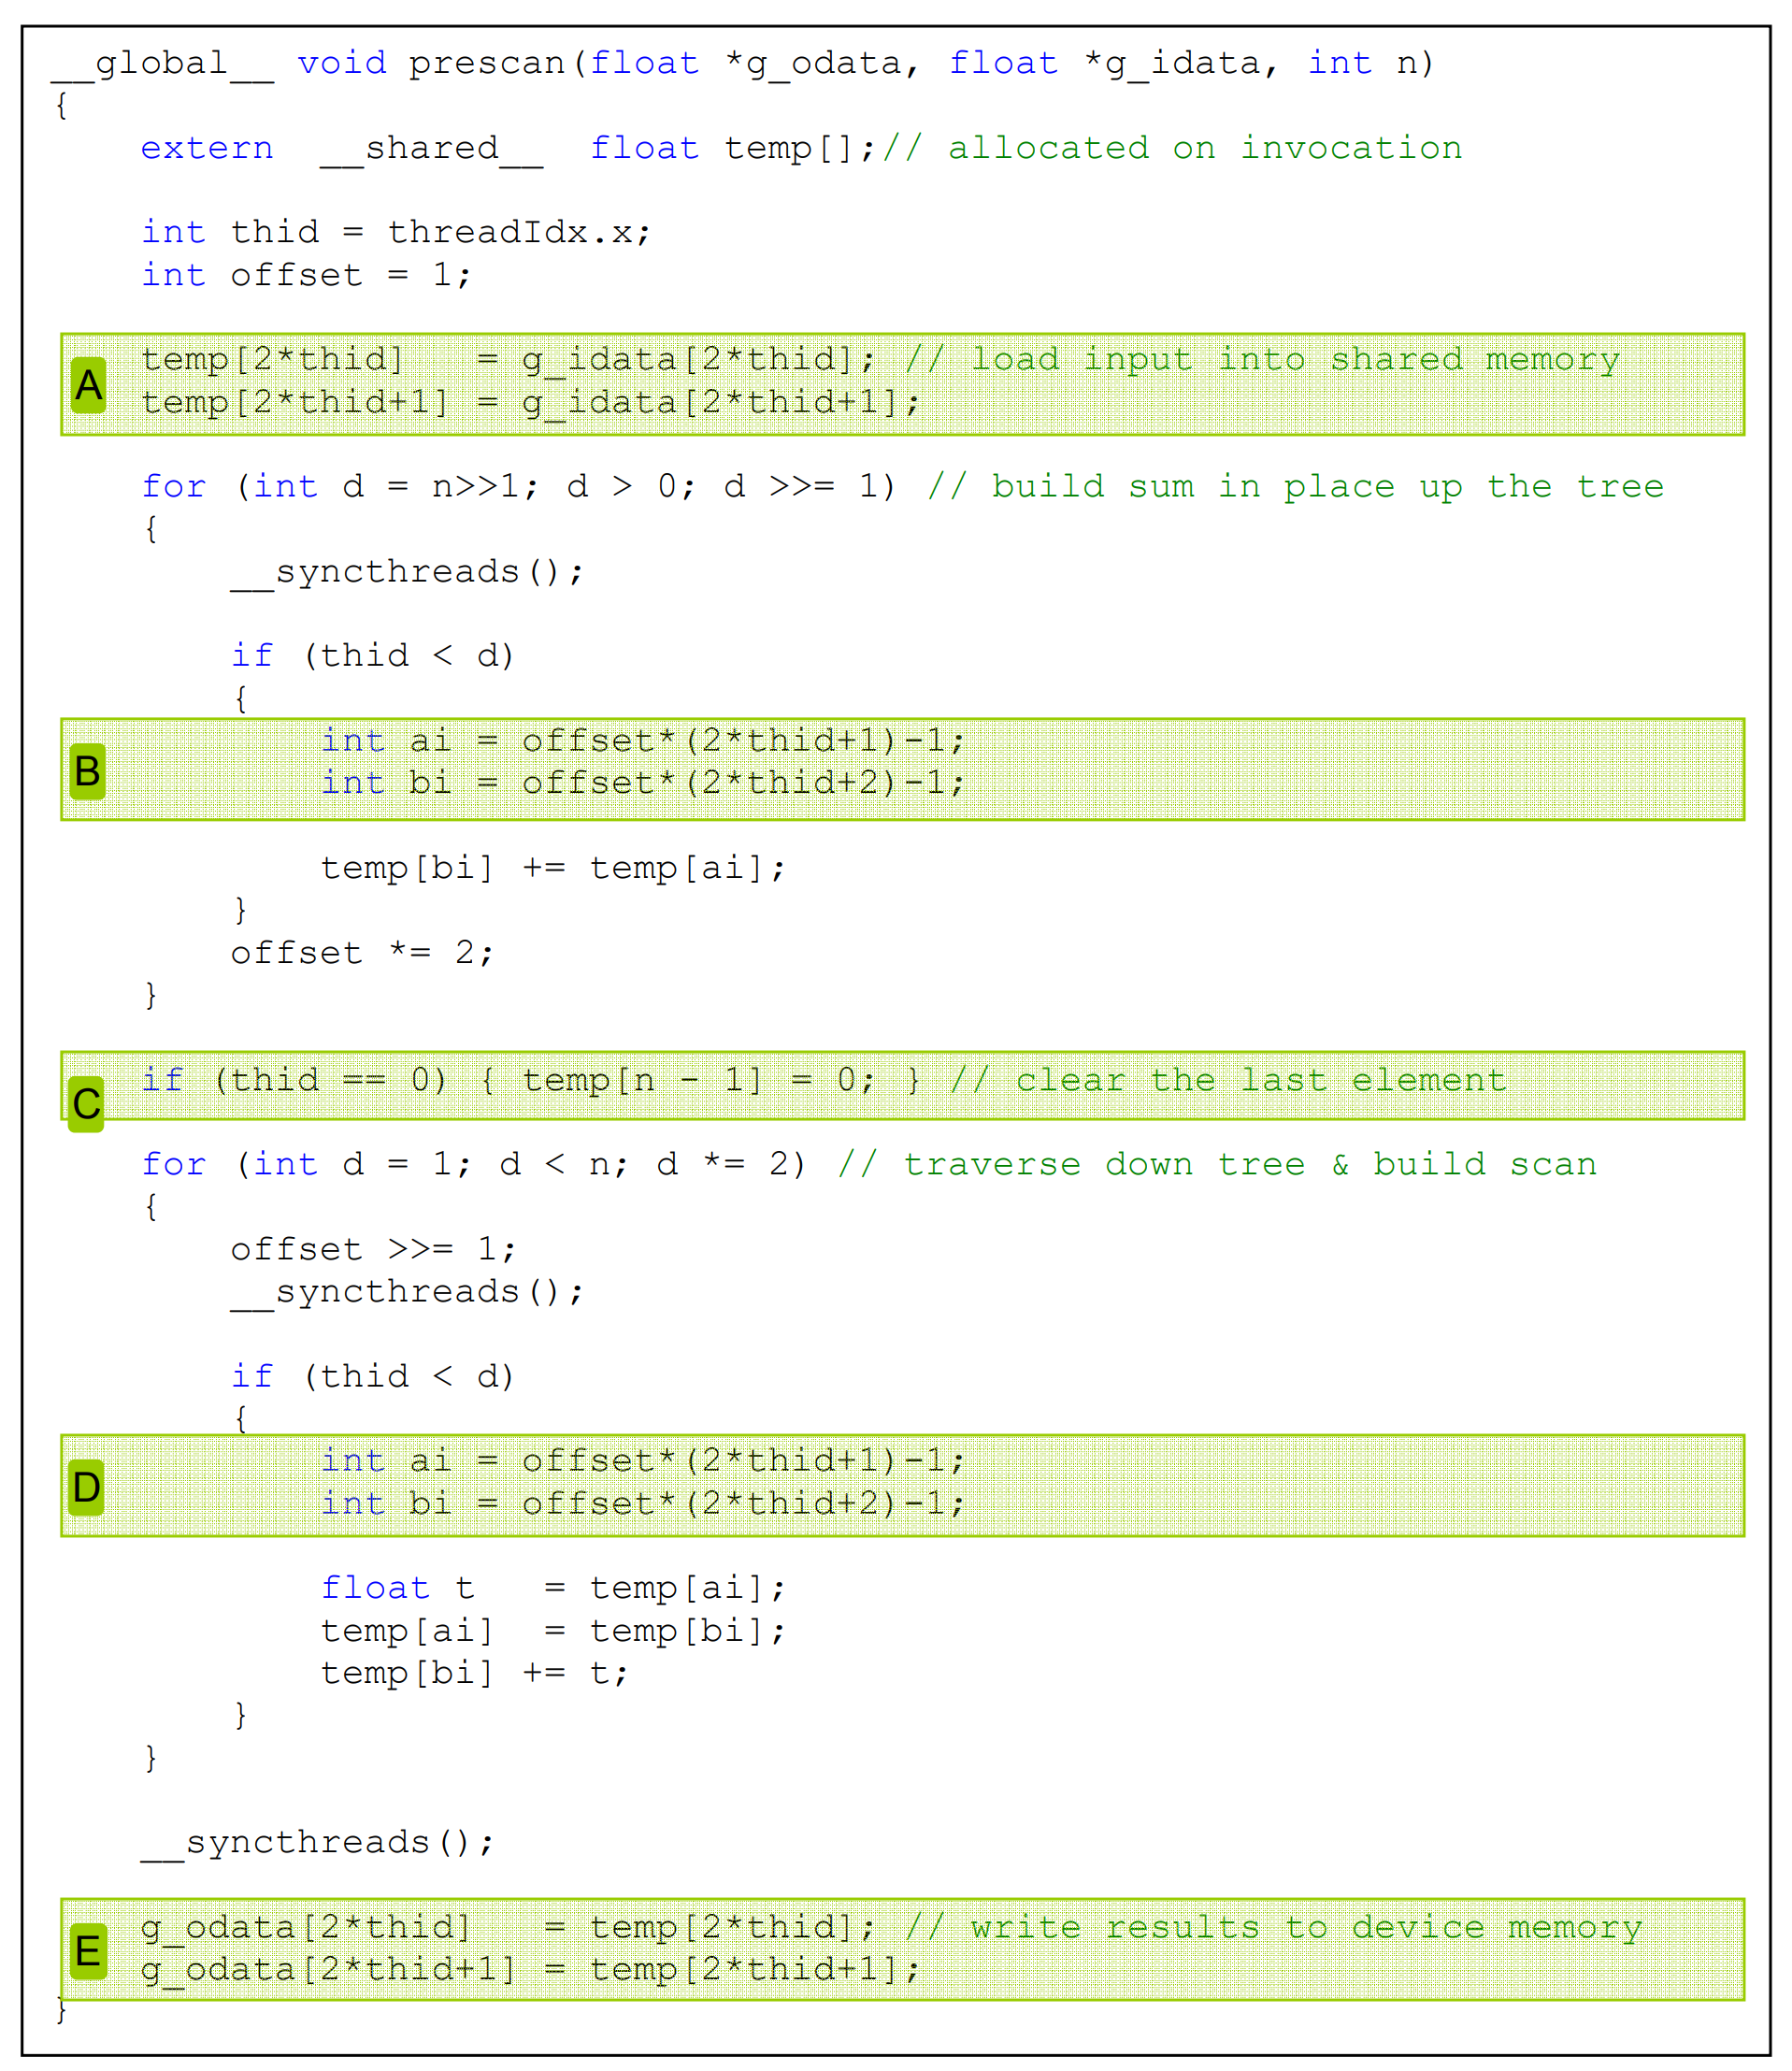 __global__ void prescan(float *g_odata, float *g_idata, int n)
{
    extern  __shared__  float temp[];// allocated on invocation
    int thid = threadIdx.x;
    int offset = 1;
A
    temp[2*thid]   = g_idata[2*thid]; // load input into shared memory
    temp[2*thid+1] = g_idata[2*thid+1];
    for (int d = n>>1; d > 0; d >>= 1) // build sum in place up the tree
    {
        __syncthreads();
        if (thid < d)
        {
B
            int ai = offset*(2*thid+1)-1;
            int bi = offset*(2*thid+2)-1;
            temp[bi] += temp[ai];
        }
        offset *= 2;
    }
C
    if (thid == 0) { temp[n - 1] = 0; } // clear the last element
    for (int d = 1; d < n; d *= 2) // traverse down tree & build scan
    {
        offset >>= 1;
        __syncthreads();
        if (thid < d)
        {
D
            int ai = offset*(2*thid+1)-1;
            int bi = offset*(2*thid+2)-1;
            float t   = temp[ai];
            temp[ai]  = temp[bi];
            temp[bi] += t;
        }
    }
    __syncthreads();
E
    g_odata[2*thid]   = temp[2*thid]; // write results to device memory
    g_odata[2*thid+1] = temp[2*thid+1];
}